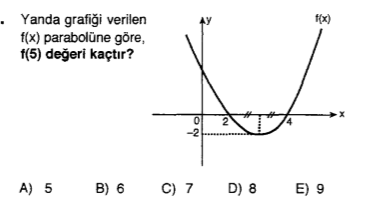 Yanda grafiği verilen
f(x) parabolüne göre,
f(5) değeri kaçtır?
y
f(x)
0
2
4
x
-2
A) 5 B) 6 C) 7 D) 8 E) 9